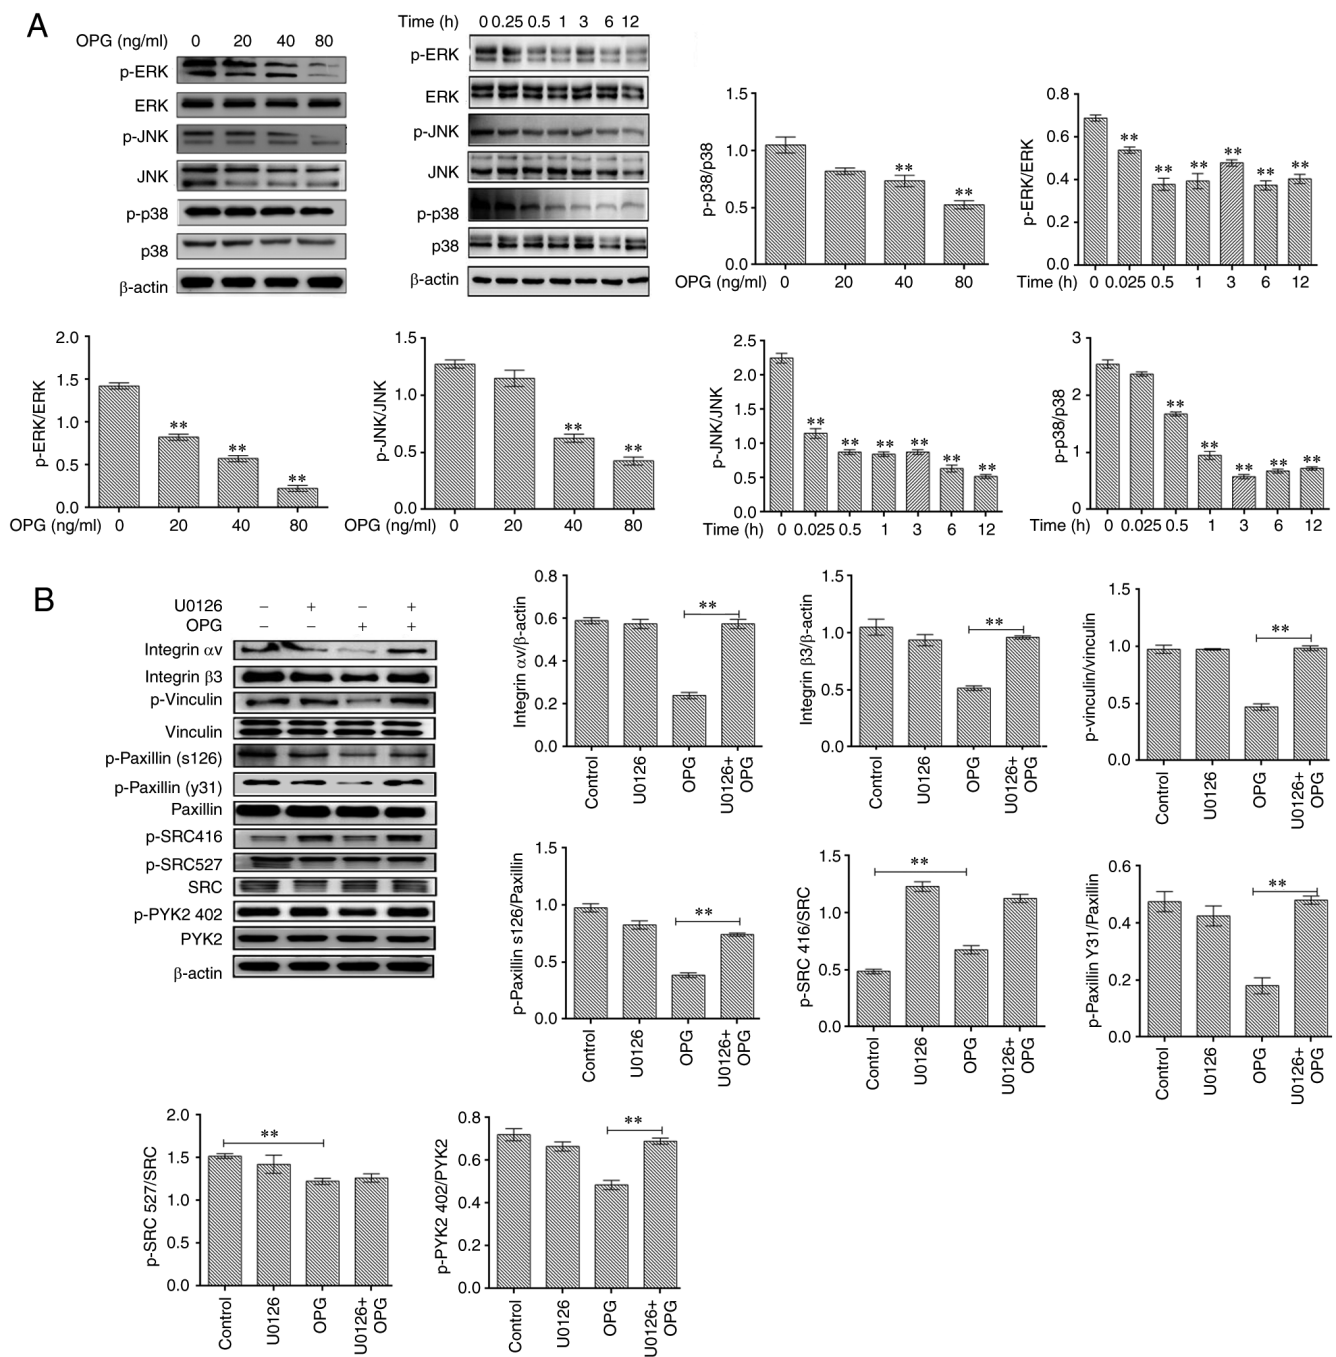 A
OPG (ng/ml) 0 20 40 80
p-ERK
ERK
p-JNK
JNK
p-p38
p38
β-actin
Time (h) 0 0.25 0.5 1 3 6 12
p-ERK
ERK
p-JNK
JNK
p-p38
p38
β-actin
p-p38/p38
1.5
1.0
0.5
0.0
** **
OPG (ng/ml) 0 20 40 80
p-ERK/ERK
0.8
0.6
0.4
0.2
0.0
** ** ** ** ** **
Time (h) 0 0.025 0.5 1 3 6 12
p-ERK/ERK
2.0
1.5
1.0
0.5
0.0
** ** **
OPG (ng/ml) 0 20 40 80
p-JNK/JNK
1.5
1.0
0.5
0.0
** **
OPG (ng/ml) 0 20 40 80
p-JNK/JNK
2.5
2.0
1.5
1.0
0.5
0.0
** ** ** ** ** **
Time (h) 0 0.025 0.5 1 3 6 12
p-p38/p38
3
2
1
0
** ** ** ** **
Time (h) 0 0.025 0.5 1 3 6 12
B
U0126 − + − +
OPG − − + +
Integrin αv
Integrin β3
p-Vinculin
Vinculin
p-Paxillin (s126)
p-Paxillin (y31)
Paxillin
p-SRC416
p-SRC527
SRC
p-PYK2 402
PYK2
β-actin
Integrin αv/β-actin
0.8
0.6
0.4
0.2
0.0
**
Control
U0126
OPG
U0126+
OPG
Integrin β3/β-actin
1.5
1.0
0.5
0.0
**
Control
U0126
OPG
U0126+
OPG
p-vinculin/vinculin
1.5
1.0
0.5
0.0
**
Control
U0126
OPG
U0126+
OPG
p-Paxillin s126/Paxillin
1.5
1.0
0.5
0.0
**
Control
U0126
OPG
U0126+
OPG
p-SRC 416/SRC
1.5
1.0
0.5
0.0
**
Control
U0126
OPG
U0126+
OPG
p-Paxillin Y31/Paxillin
0.6
0.4
0.2
0.0
**
Control
U0126
OPG
U0126+
OPG
p-SRC 527/SRC
2.0
1.5
1.0
0.5
0.0
**
Control
U0126
OPG
U0126+
OPG
p-PYK2 402/PYK2
0.8
0.6
0.4
0.2
0.0
**
Control
U0126
OPG
U0126+
OPG